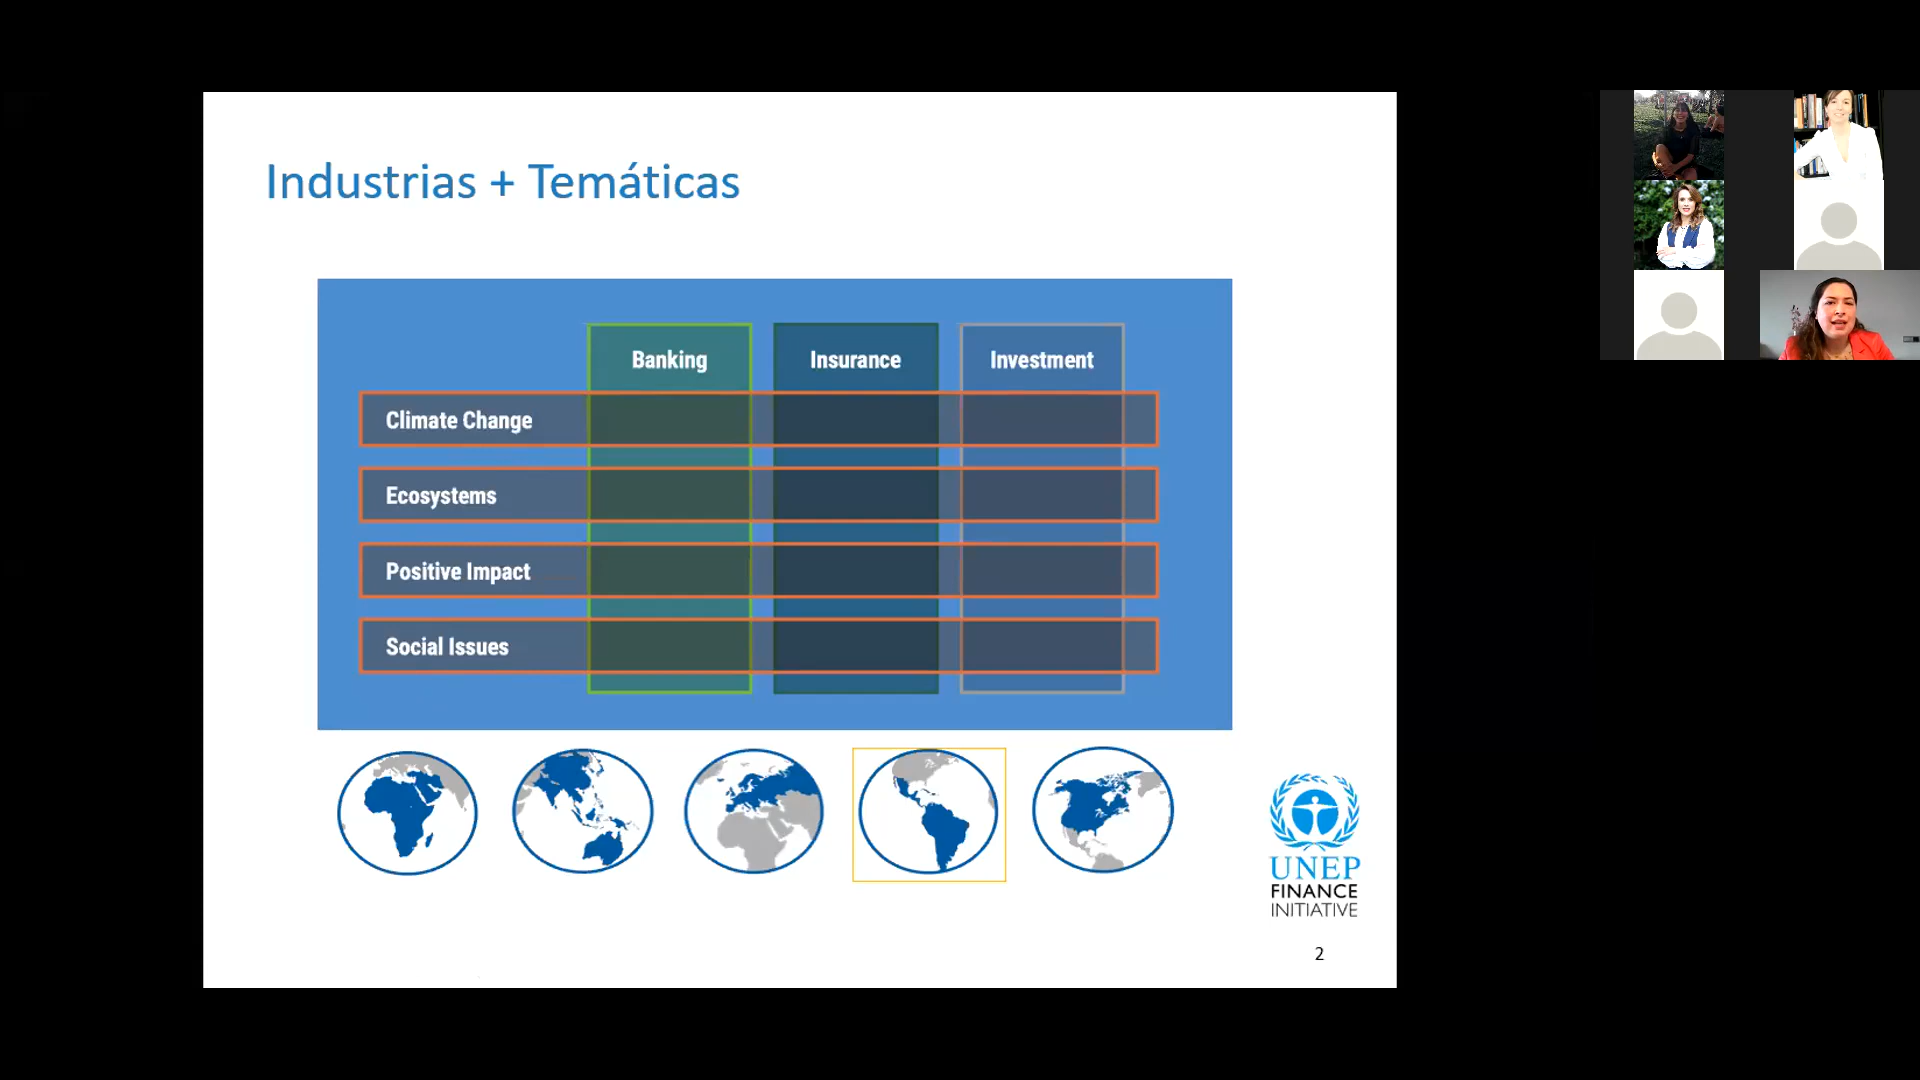 Industrias + Temáticas
Banking
Insurance
Investment
Climate Change
Ecosystems
Positive Impact
Social Issues
UNEP
FINANCE
INITIATIVE
2